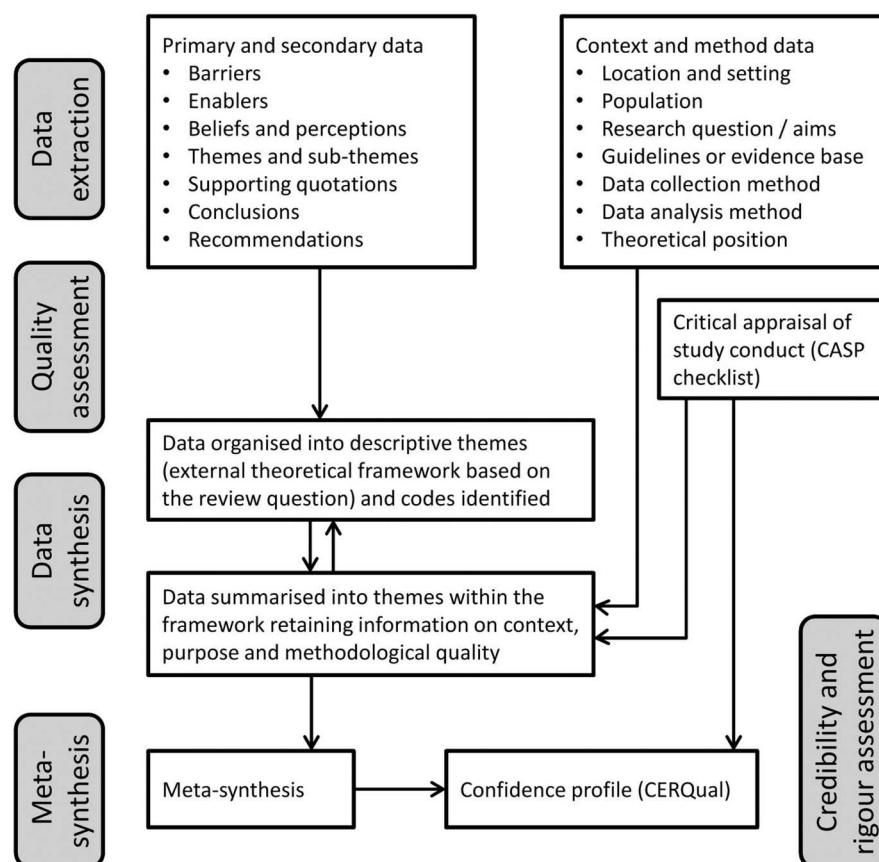 Data
extraction
Primary and secondary data
• Barriers
• Enablers
• Beliefs and perceptions
• Themes and sub-themes
• Supporting quotations
• Conclusions
• Recommendations
Context and method data
• Location and setting
• Population
• Research question / aims
• Guidelines or evidence base
• Data collection method
• Data analysis method
• Theoretical position
Quality
assessment
Critical appraisal of
study conduct (CASP
checklist)
Data
synthesis
Data organised into descriptive themes
(external theoretical framework based on
the review question) and codes identified
Data summarised into themes within the
framework retaining information on context,
purpose and methodological quality
Meta-
synthesis
Meta-synthesis
Confidence profile (CERQual)
Credibility and
rigour assessment